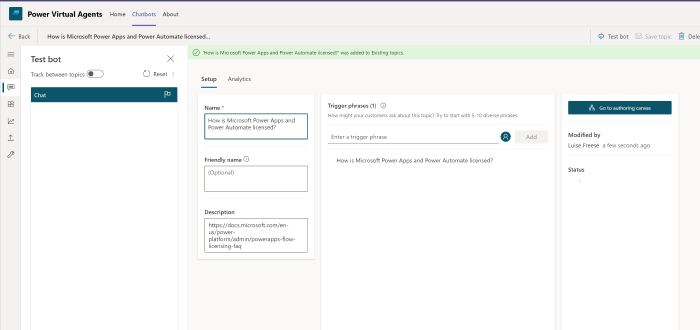 Power Virtual Agents Home Chatbots About
Back How is Microsoft Power Apps and Power Automate licensed... Test bot Save topic Dele
"How is Microsoft Power Apps and Power Automate licensed?" was added to Existing topics.
Test bot
Track between topics Reset
Chat
Setup Analytics
Name *
How is Microsoft Power Apps and
Power Automate licensed?
Friendly name
(Optional)
Description
https://docs.microsoft.com/en-
us/power-
platform/admin/powerapps-flow-
licensing-faq
Trigger phrases (1)
How might your customers ask about this topic? Try to start with 5-10 diverse phrases.
Enter a trigger phrase Add
How is Microsoft Power Apps and Power Automate licensed?
Go to authoring canvas
Modified by
Luise Freese a few seconds ago
Status